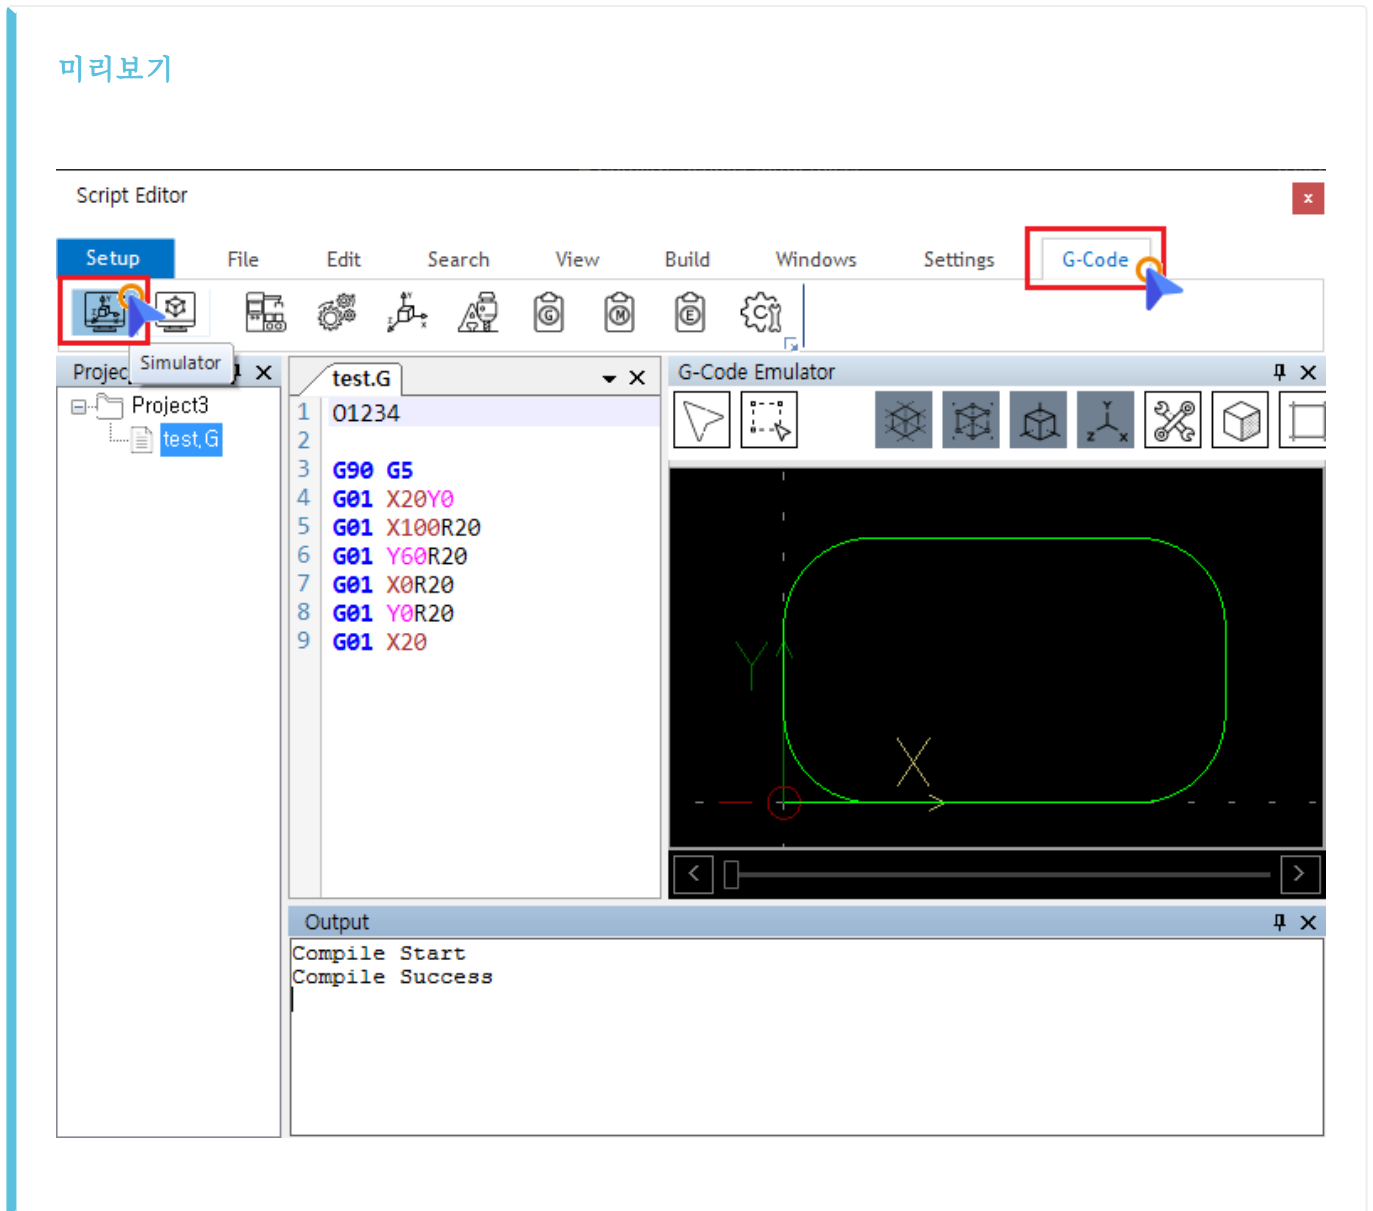 미리보기
Script Editor
x
Setup File Edit Search View Build Windows Settings G-Code
Simulator
Projec
Project3
test,G
test.G
1 O1234
2
3 G90 G5
4 G01 X20Y0
5 G01 X100R20
6 G01 Y60R20
7 G01 X0R20
8 G01 Y0R20
9 G01 X20
G-Code Emulator
Y
X
Output
Compile Start
Compile Success